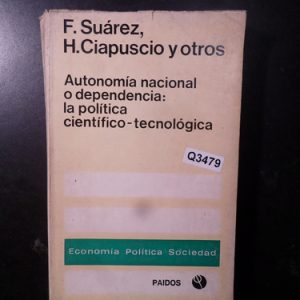 F. Suárez,
H.Ciapuscio y otros
Autonomía nacional
o dependencia:
la política
científico-tecnológica
Q3479
Economía Política Sociedad
PAIDOS